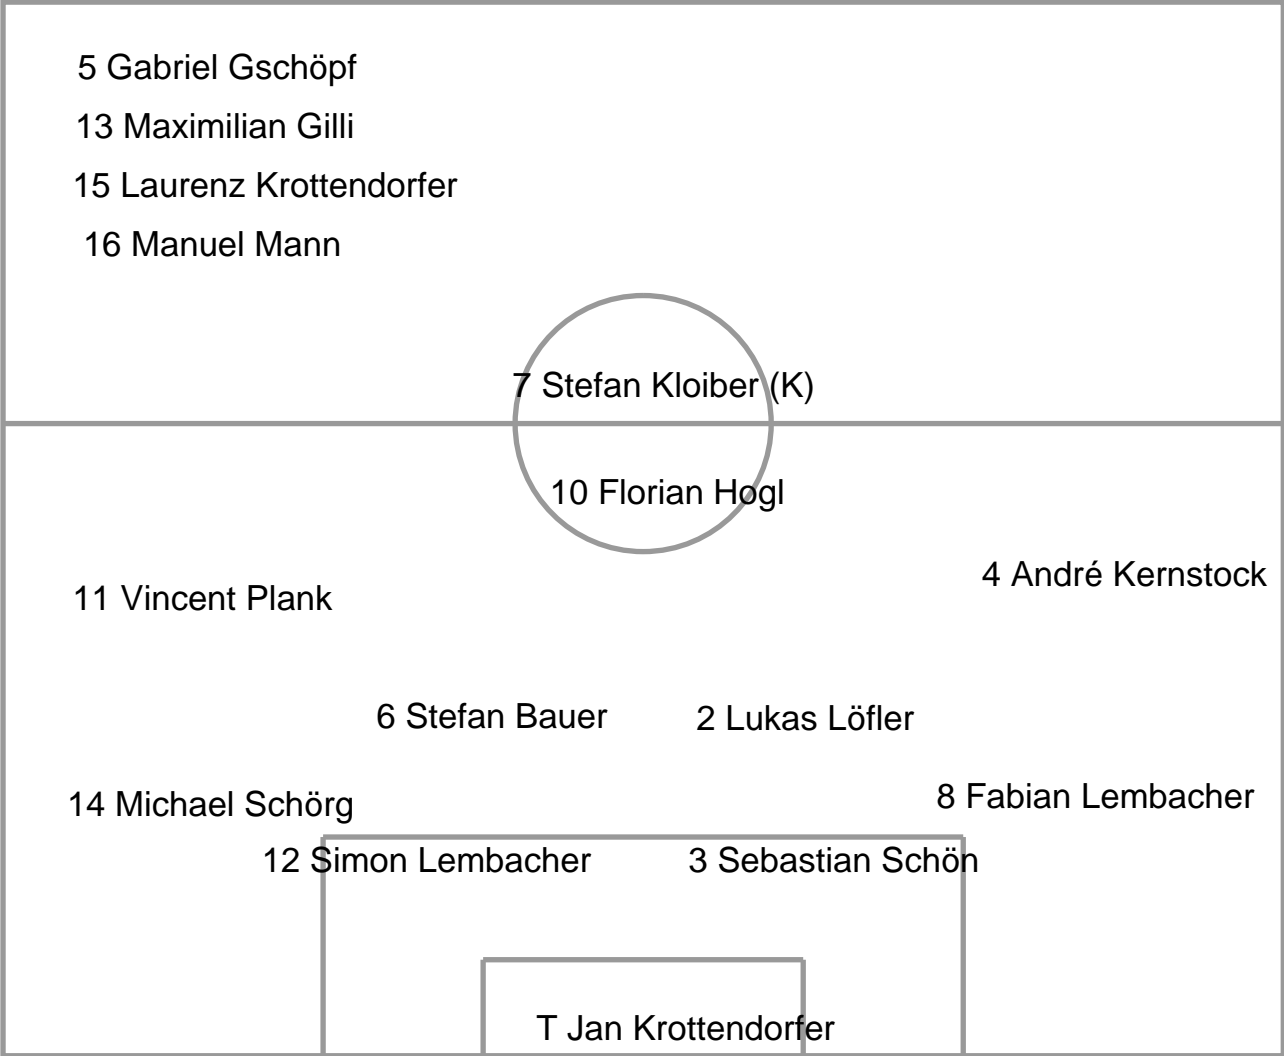 5 Gabriel Gschöpf
13 Maximilian Gilli
15 Laurenz Krottendorfer
16 Manuel Mann
7 Stefan Kloiber (K)
10 Florian Hogl
4 André Kernstock
11 Vincent Plank
6 Stefan Bauer
2 Lukas Löfler
14 Michael Schörg
8 Fabian Lembacher
12 Simon Lembacher
3 Sebastian Schön
T Jan Krottendorfer